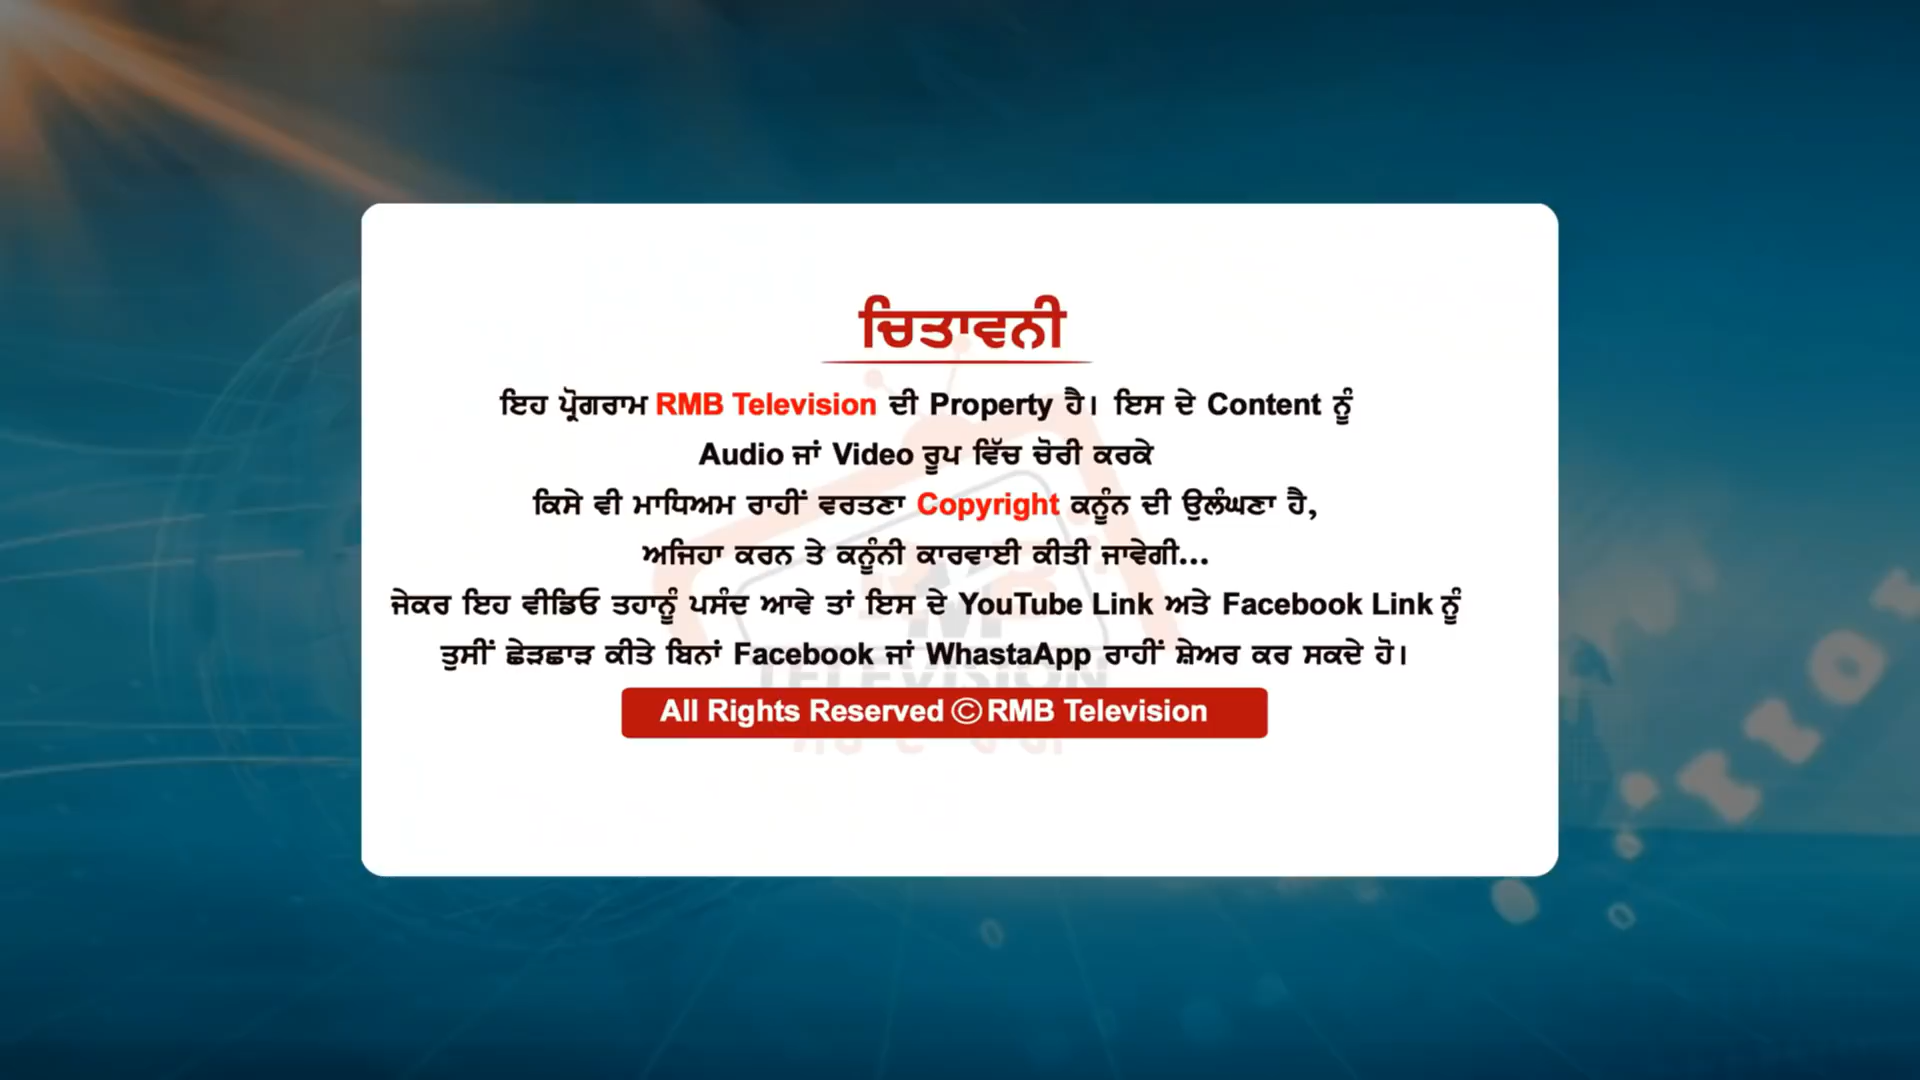 ਚਿਤਾਵਨੀ
ਇਹ ਪ੍ਰੋਗਰਾਮ RMB Television ਦੀ Property ਹੈ। ਇਸ ਦੇ Content ਨੂੰ
Audio ਜਾਂ Video ਰੂਪ ਵਿੱਚ ਚੋਰੀ ਕਰਕੇ
ਕਿਸੇ ਵੀ ਮਾਧਿਅਮ ਰਾਹੀਂ ਵਰਤਣਾ Copyright ਕਨੂੰਨ ਦੀ ਉਲੰਘਣਾ ਹੈ,
ਅਜਿਹਾ ਕਰਨ ਤੇ ਕਨੂੰਨੀ ਕਾਰਵਾਈ ਕੀਤੀ ਜਾਵੇਗੀ...
ਜੇਕਰ ਇਹ ਵੀਡਿਓ ਤਹਾਨੂੰ ਪਸੰਦ ਆਵੇ ਤਾਂ ਇਸ ਦੇ YouTube Link ਅਤੇ Facebook Link ਨੂੰ
ਤੁਸੀਂ ਛੇੜਛਾੜ ਕੀਤੇ ਬਿਨਾਂ Facebook ਜਾਂ WhastaApp ਰਾਹੀਂ ਸ਼ੇਅਰ ਕਰ ਸਕਦੇ ਹੋ।
TELEVISION
All Rights Reserved © RMB Television